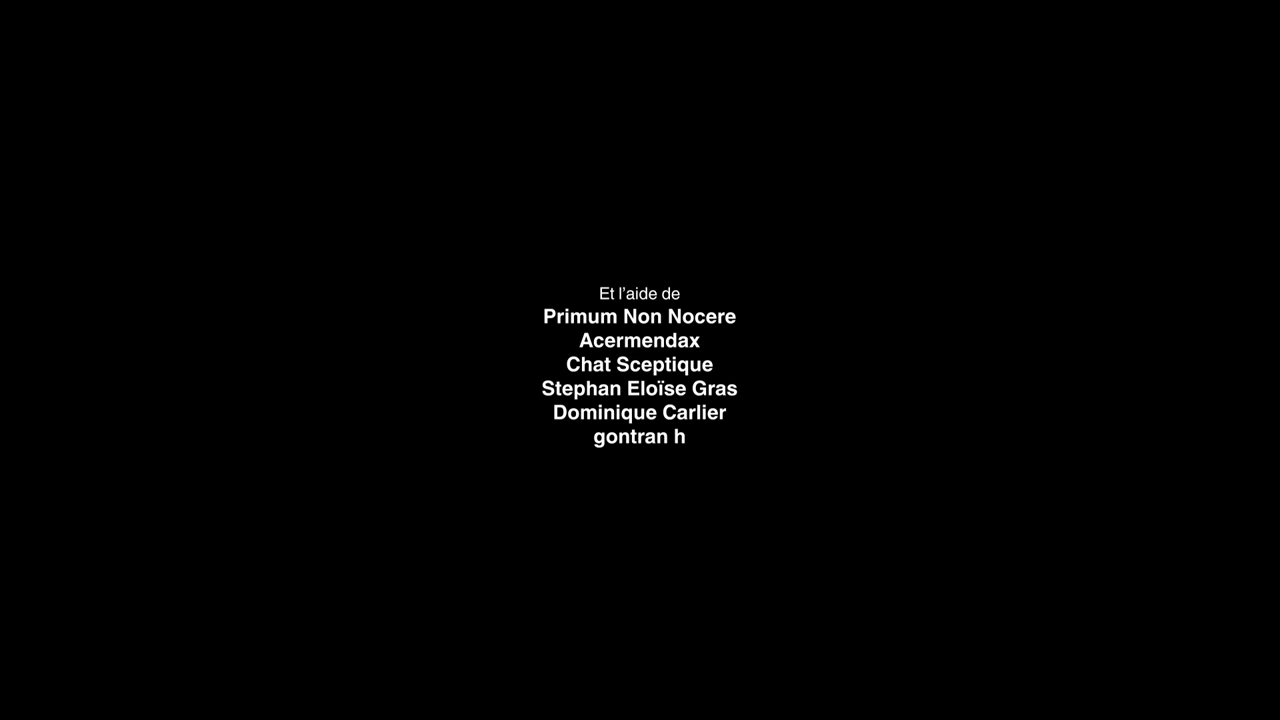 Et l’aide de
Primum Non Nocere
Acermendax
Chat Sceptique
Stephan Eloïse Gras
Dominique Carlier
gontran h